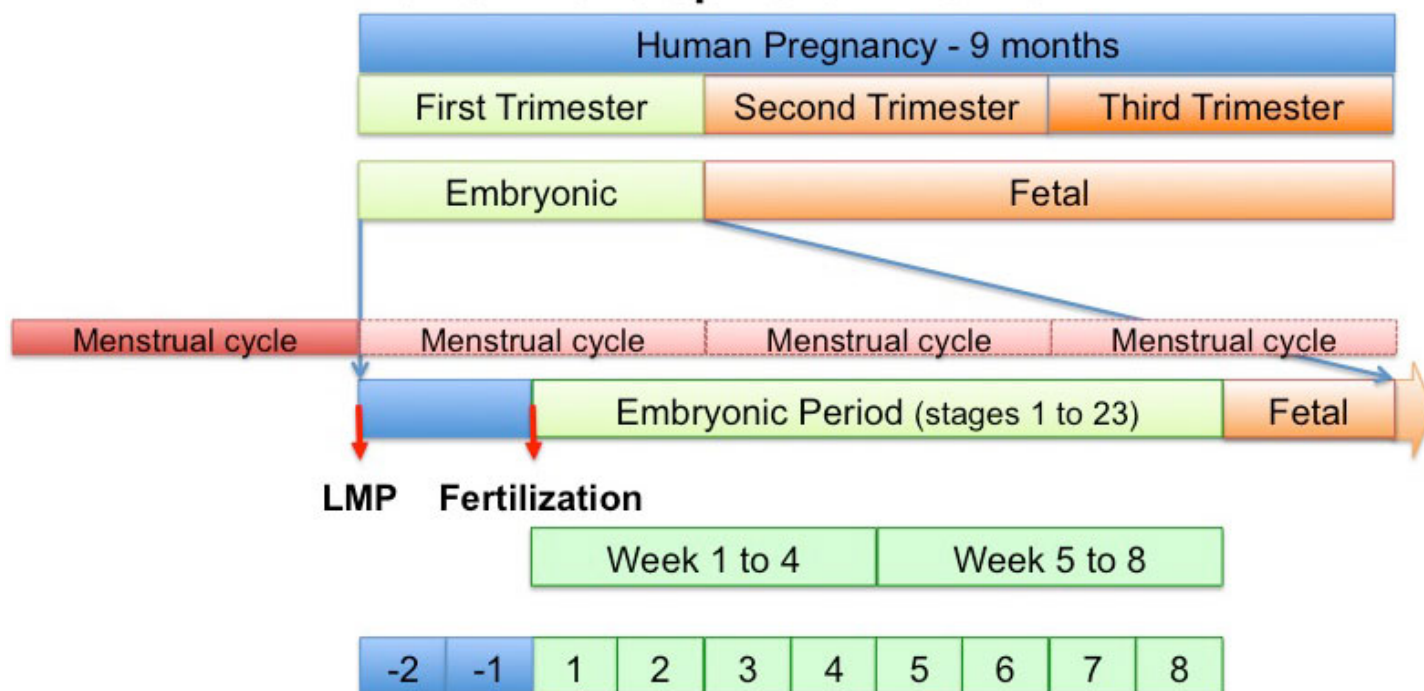 Human Pregnancy - 9 months
First Trimester Second Trimester Third Trimester
Embryonic Fetal
Menstrual cycle Menstrual cycle Menstrual cycle Menstrual cycle
Embryonic Period (stages 1 to 23) Fetal
LMP Fertilization
Week 1 to 4 Week 5 to 8
-2 -1 1 2 3 4 5 6 7 8